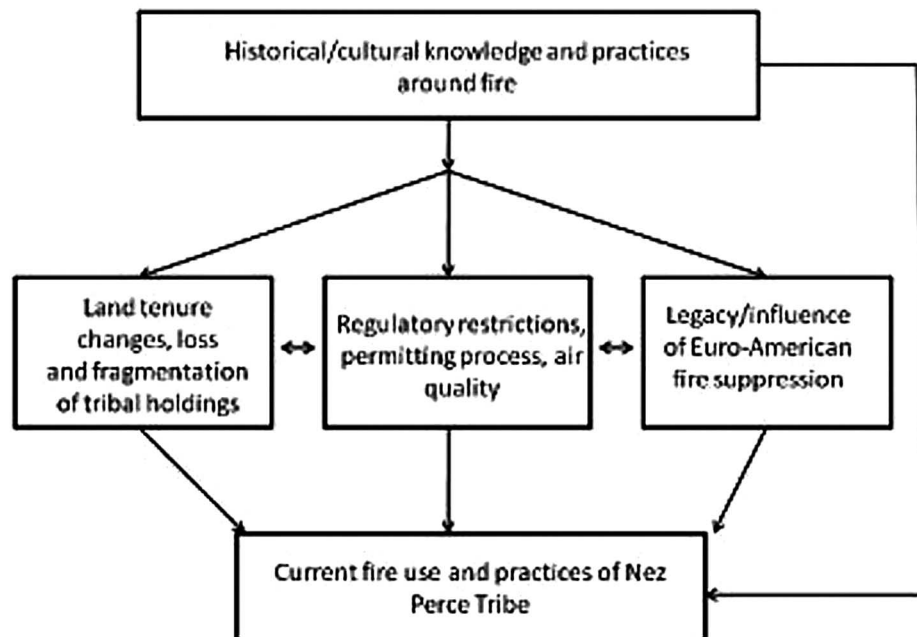 Historical/cultural knowledge and practices
around fire
Land tenure
changes, loss
and fragmentation
of tribal holdings
Regulatory restrictions,
permitting process, air
quality
Legacy/influence
of Euro-American
fire suppression
Current fire use and practices of Nez
Perce Tribe